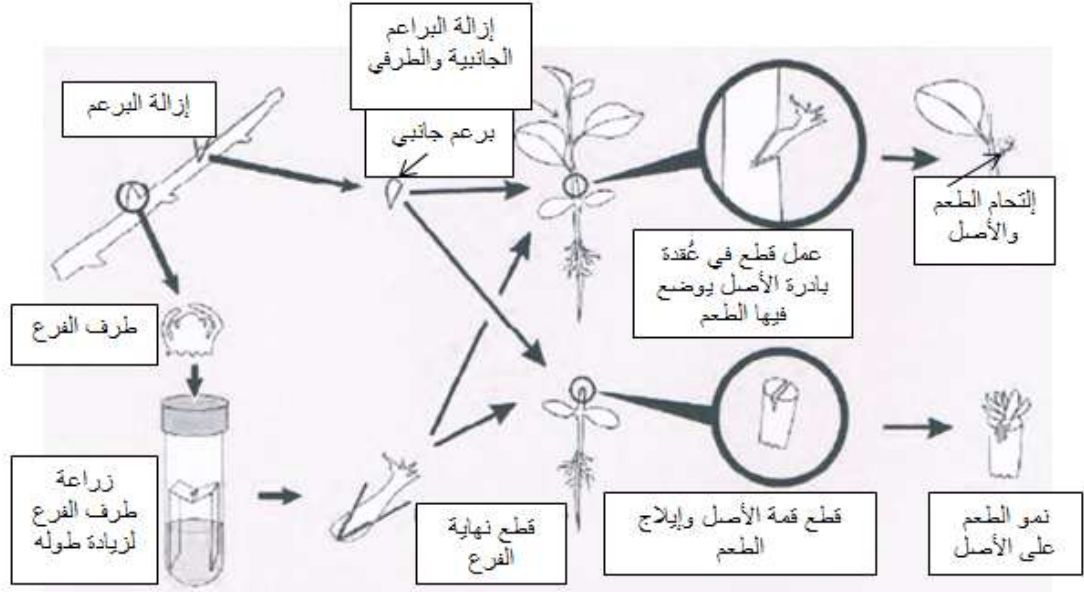 إزالة البراعم
الجانبية والطرفي
إزالة البرعم
برعم جانبي
إلتحام الطعم
والأصل
عمل قطع في عُقدة
بادرة الأصل يوضع
فيها الطعم
طرف الفرع
زراعة
طرف الفرع
لزيادة طوله
قطع نهاية
الفرع
قطع قمة الأصل وإيلاج
الطعم
نمو الطعم
على الأصل